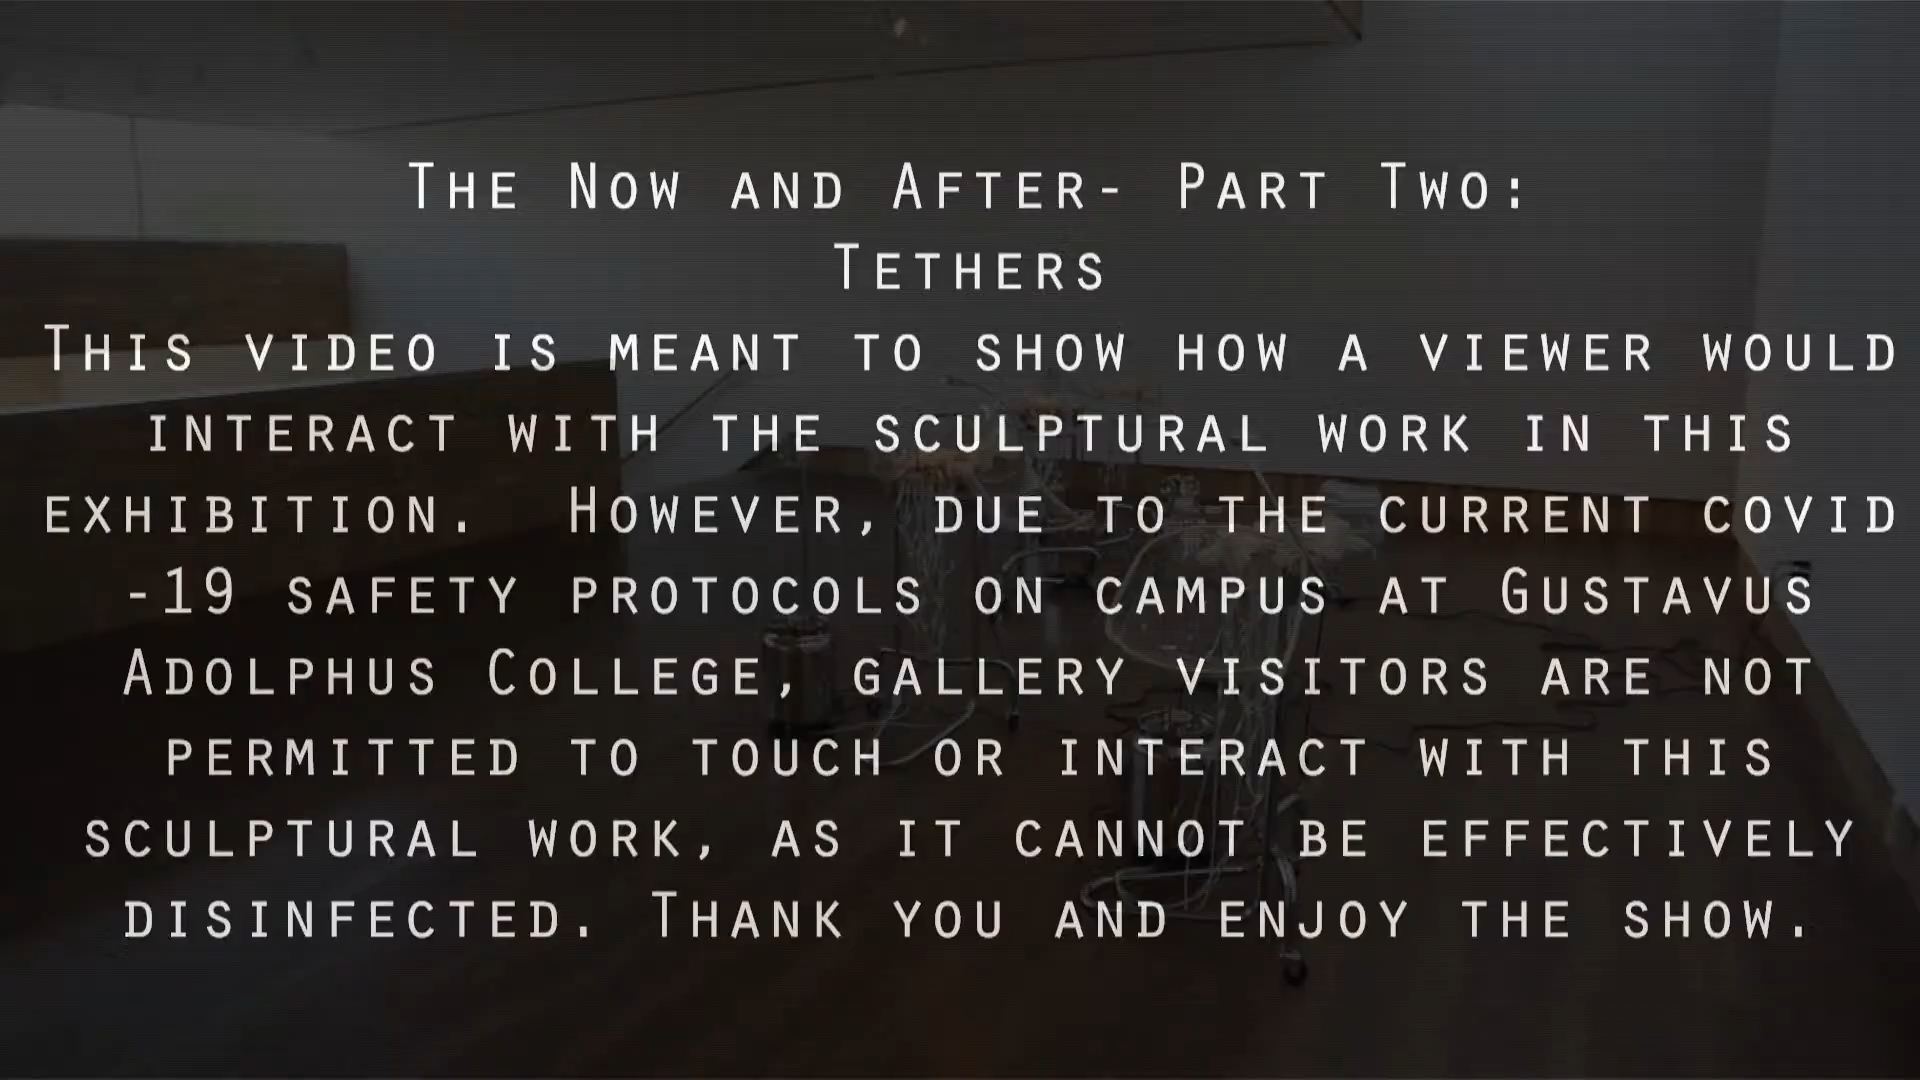 The Now and After- Part Two:
Tethers
This video is meant to show how a viewer would
interact with the sculptural work in this
exhibition.  However, due to the current covid
-19 safety protocols on campus at Gustavus
Adolphus College, gallery visitors are not
permitted to touch or interact with this
sculptural work, as it cannot be effectively
disinfected. Thank you and enjoy the show.